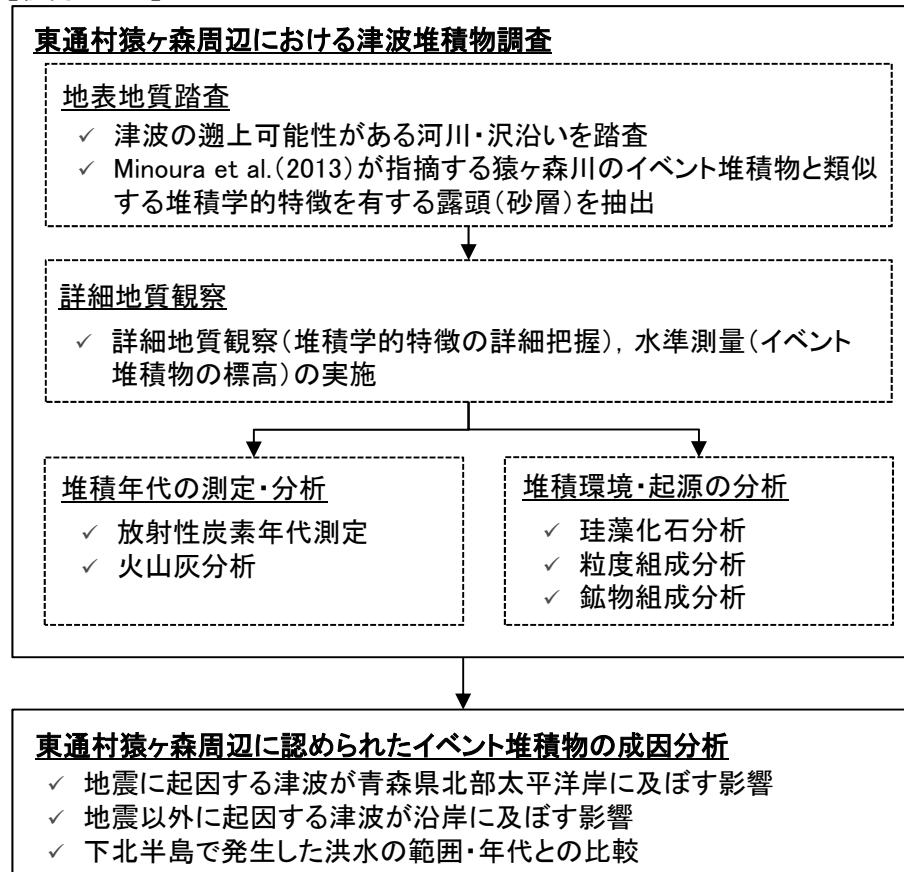 東通村猿ヶ森周辺における津波堆積物調査
地表地質踏査
✓ 津波の遡上可能性がある河川・沢沿いを踏査
✓ Minoura et al.(2013)が指摘する猿ヶ森川のイベント堆積物と類似
する堆積学的特徴を有する露頭(砂層)を抽出
詳細地質観察
✓ 詳細地質観察(堆積学的特徴の詳細把握), 水準測量(イベント
堆積物の標高)の実施
堆積年代の測定・分析
✓ 放射性炭素年代測定
✓ 火山灰分析
堆積環境・起源の分析
✓ 珪藻化石分析
✓ 粒度組成分析
✓ 鉱物組成分析
東通村猿ヶ森周辺に認められたイベント堆積物の成因分析
✓ 地震に起因する津波が青森県北部太平洋岸に及ぼす影響
✓ 地震以外に起因する津波が沿岸に及ぼす影響
✓ 下北半島で発生した洪水の範囲・年代との比較